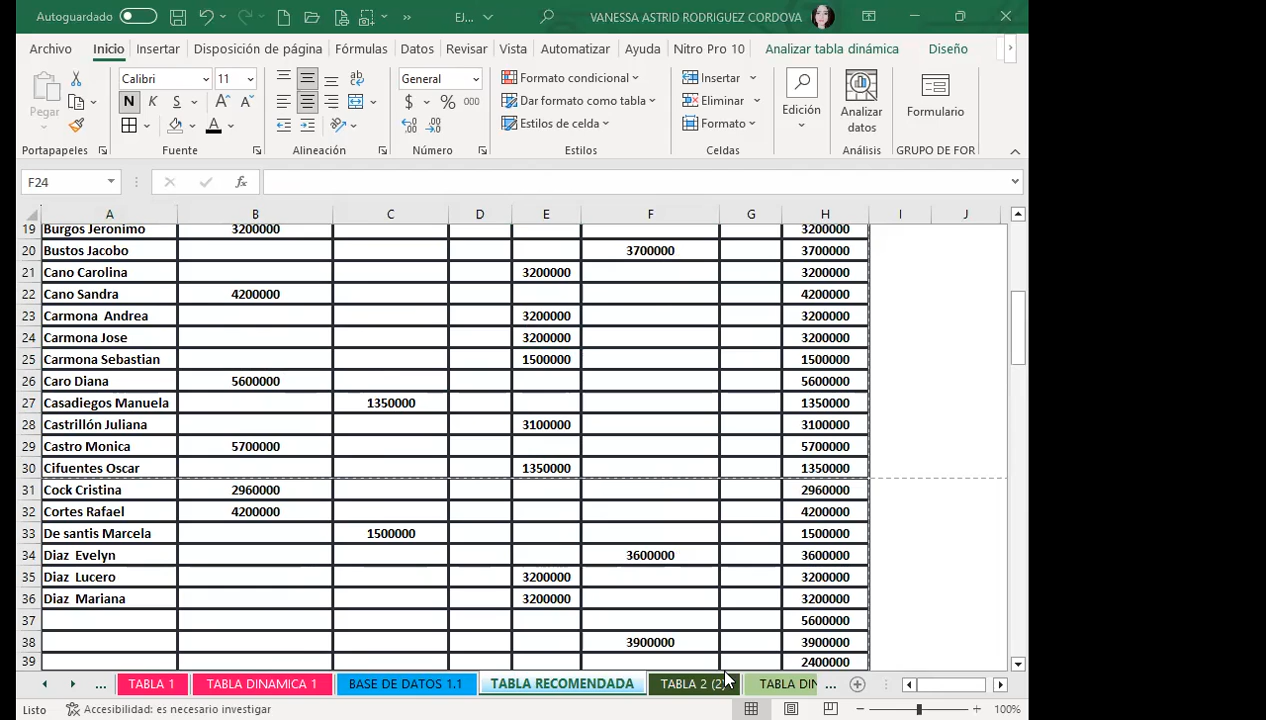 Autoguardado EJ... VANESSA ASTRID RODRIGUEZ CORDOVA
Archivo Inicio Insertar Disposición de página Fórmulas Datos Revisar Vista Automatizar Ayuda Nitro Pro 10 Analizar tabla dinámica Diseño
Calibri 11 General Formato condicional Insertar
Pegar N K S Dar formato como tabla Eliminar Edición Analizar datos Formulario
$ % 000 Estilos de celda Formato
Portapapeles Fuente Alineación Número Estilos Celdas Análisis GRUPO DE FOR
F24 fx
A B C D E F G H I J
19 Burgos Jeronimo 3200000 3200000
20 Bustos Jacobo 3700000 3700000
21 Cano Carolina 3200000 3200000
22 Cano Sandra 4200000 4200000
23 Carmona Andrea 3200000 3200000
24 Carmona Jose 3200000 3200000
25 Carmona Sebastian 1500000 1500000
26 Caro Diana 5600000 5600000
27 Casadiegos Manuela 1350000 1350000
28 Castrillón Juliana 3100000 3100000
29 Castro Monica 5700000 5700000
30 Cifuentes Oscar 1350000 1350000
31 Cock Cristina 2960000 2960000
32 Cortes Rafael 4200000 4200000
33 De santis Marcela 1500000 1500000
34 Diaz Evelyn 3600000 3600000
35 Diaz Lucero 3200000 3200000
36 Diaz Mariana 3200000 3200000
37 5600000
38 3900000 3900000
39 2400000
... TABLA 1 TABLA DINAMICA 1 BASE DE DATOS 1.1 TABLA RECOMENDADA TABLA 2 (2) TABLA DIN ...
Listo Accesibilidad: es necesario investigar 100%